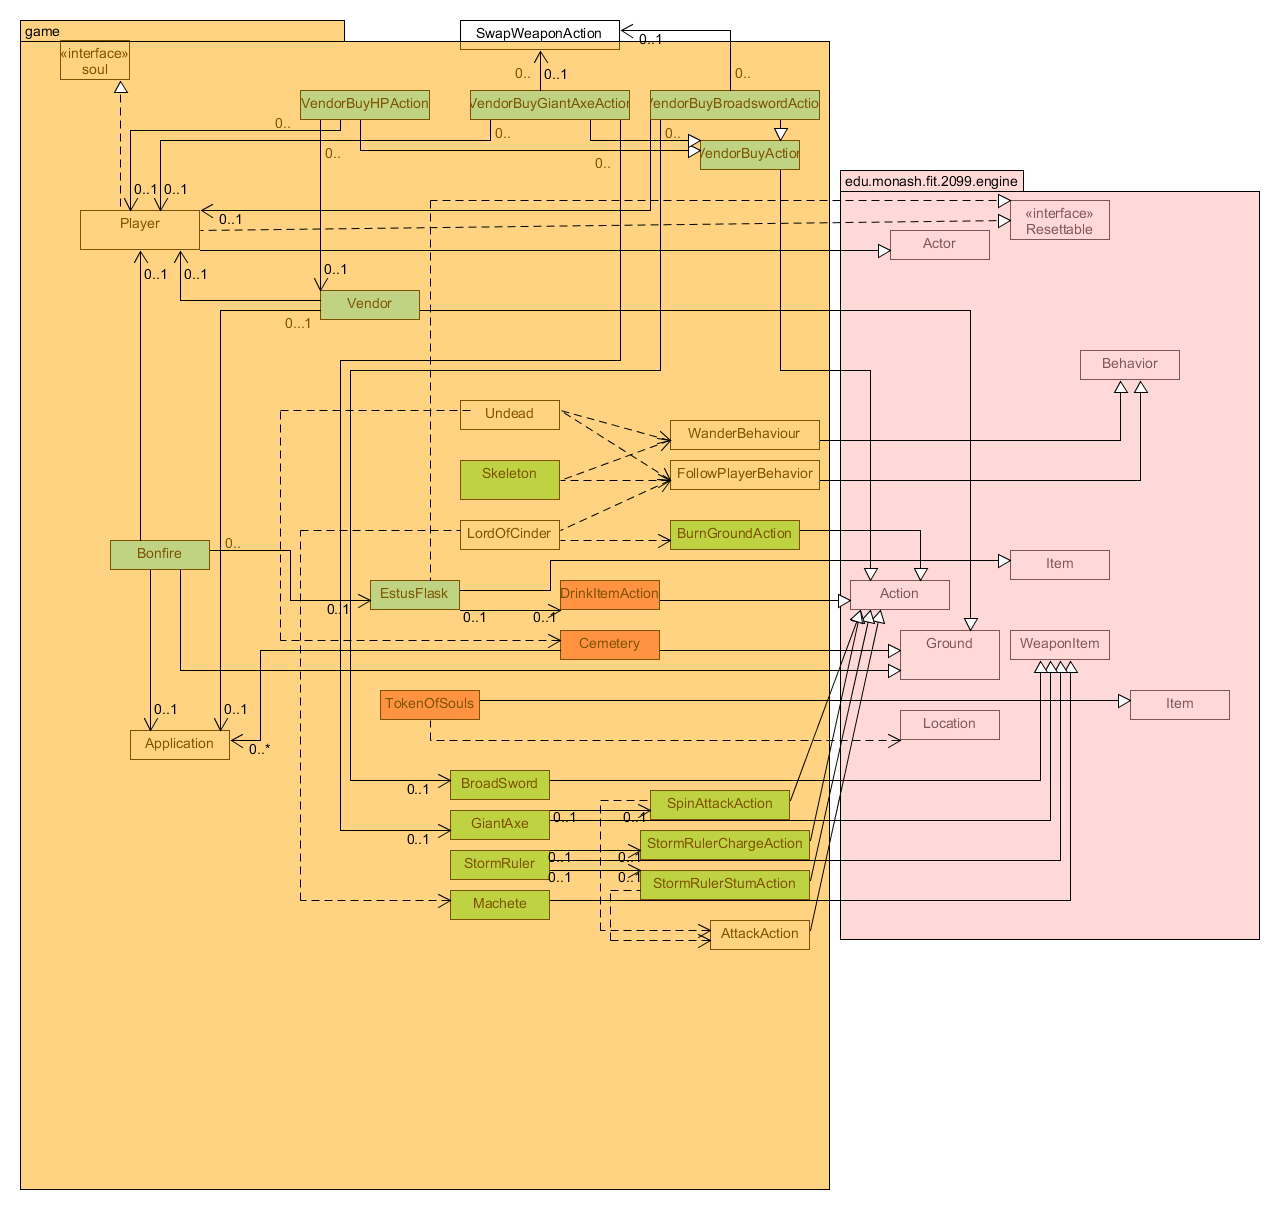 game
SwapWeaponAction
«interface»
soul
0..1
0..
0..1
0..
VendorBuyHPAction
VendorBuyGiantAxeAction
VendorBuyBroadswordActio
0..
0..
0..
0..
0..
VendorBuyAction
edu.monash.fit.2099.engine
0..1
0..1
0..1
Player
«interface»
Resettable
Actor
0..1
0..1
0..1
Vendor
0...1
Behavior
Undead
WanderBehaviour
Skeleton
FollowPlayerBehavior
LordOfCinder
BurnGroundAction
Bonfire
0..
Item
EstusFlask
DrinkItemAction
Action
0..1
0..1
0..1
Cemetery
Ground
WeaponItem
TokenOfSouls
Item
0..1
0..1
Location
Application
0..*
BroadSword
0..1
SpinAttackAction
GiantAxe
0..1
0..1
0..1
StormRulerChargeAction
StormRuler
0..1
0..1
0..1
0..1
StormRulerStumAction
Machete
AttackAction